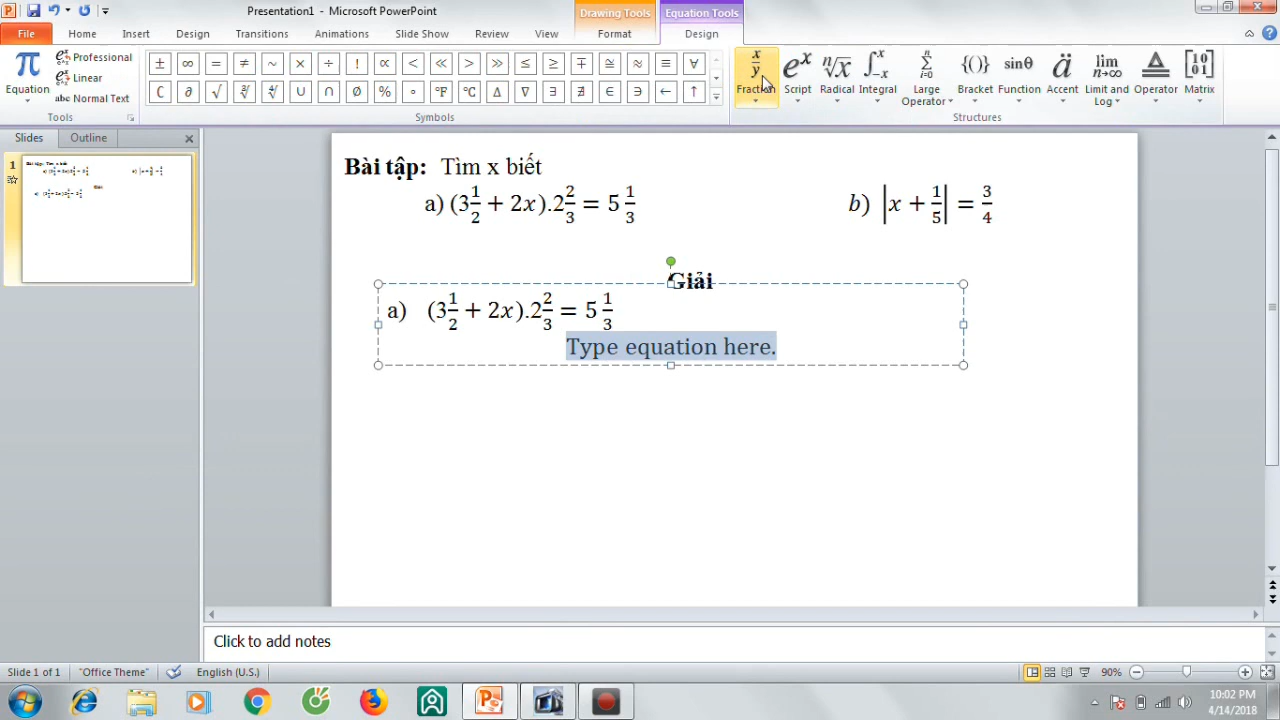 Presentation1 - Microsoft PowerPoint
Drawing Tools
Equation Tools
File Home Insert Design Transitions Animations Slide Show Review View Format Design
π Equation
Professional
Linear
abc Normal Text
Tools
± ∞ = ≠ ~ × ÷ ! ∝ < ≪ > ≫ ≤ ≥ ∓ ≅ ≈ ≡ ∀
∁ ∂ √ ∛ ∜ ∪ ∩ ∅ % ° °F °C ∆ ∇ ∃ ∄ ∈ ∋ ← ↑
Symbols
Fraction Script Radical Integral Large Operator Bracket Function Accent Limit and Log Operator Matrix
Structures
Slides Outline
1
Bài tập: Tìm x biết
a) (3 1/2 + 2x).2 2/3 = 5 1/3
b) |x + 1/5| = 3/4
Giải
a) (3 1/2 + 2x).2 2/3 = 5 1/3
Type equation here.
Click to add notes
Slide 1 of 1 "Office Theme" English (U.S.) 90%
10:02 PM
4/14/2018